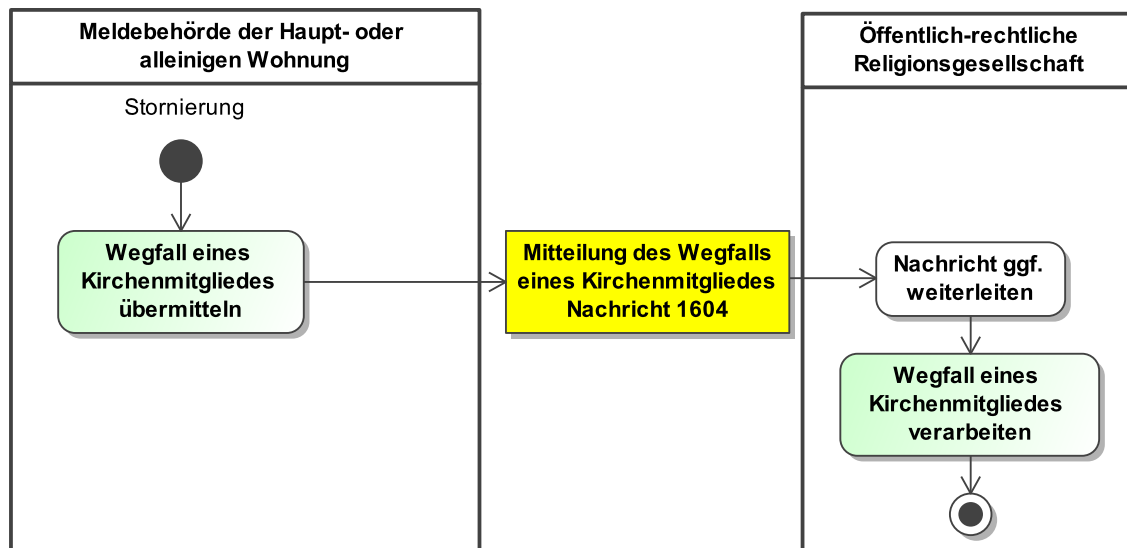 Meldebehörde der Haupt- oder
alleinigen Wohnung
Stornierung
Wegfall eines
Kirchenmitgliedes
übermitteln
Mitteilung des Wegfalls
eines Kirchenmitgliedes
Nachricht 1604
Öffentlich-rechtliche
Religionsgesellschaft
Nachricht ggf.
weiterleiten
Wegfall eines
Kirchenmitgliedes
verarbeiten